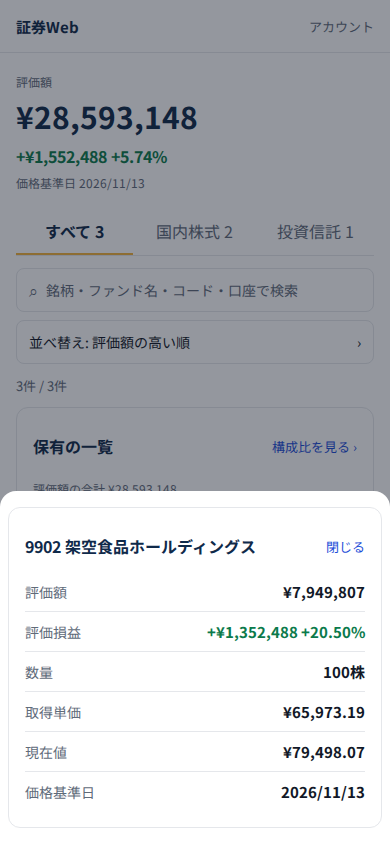 証券Web アカウント
評価額
¥28,593,148
+¥1,552,488 +5.74%
価格基準日 2026/11/13
すべて 3 国内株式 2 投資信託 1
銘柄・ファンド名・コード・口座で検索
並べ替え: 評価額の高い順 ›
3件 / 3件
保有の一覧 構成比を見る ›
評価額の合計 ¥28,593,148
9902 架空食品ホールディングス 閉じる
評価額 ¥7,949,807
評価損益 +¥1,352,488 +20.50%
数量 100株
取得単価 ¥65,973.19
現在値 ¥79,498.07
価格基準日 2026/11/13